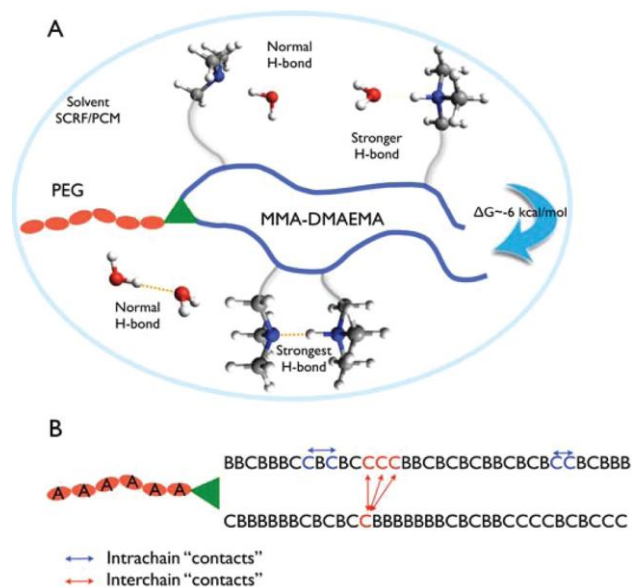 A
Normal
H-bond
Solvent
SCRF/PCM
Stronger
H-bond
PEG
MMA-DMAEMA
ΔG~-6 kcal/mol
Normal
H-bond
Strongest
H-bond
B
BBCBBBCCBCBCCCCBBCBCBCBBCBCBCCBCBBB
A A A A A A
CBBBBBBCBCBCCBBBBBBBCBCBBCCCCBCBCCC
Intrachain “contacts”
Interchain “contacts”